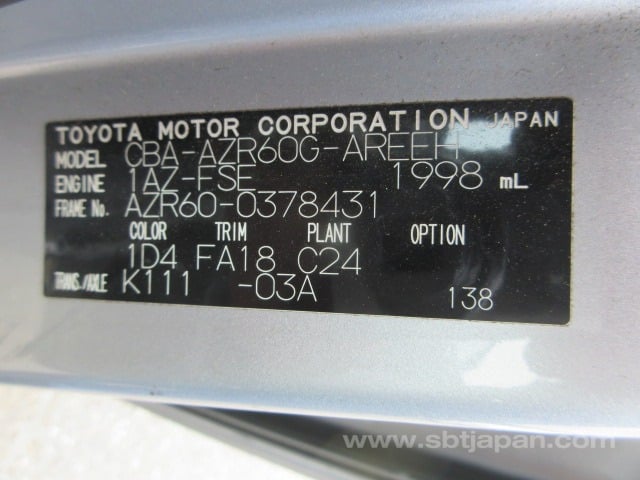 TOYOTA MOTOR CORPORATION JAPAN
MODEL CBA-AZR60G-AREEH
ENGINE 1AZ-FSE 1998 mL
FRAME No. AZR60-0378431
COLOR TRIM PLANT OPTION
1D4 FA18 C24
TRANS./AXLE K111 -03A 138
www.sbtjapan.com/